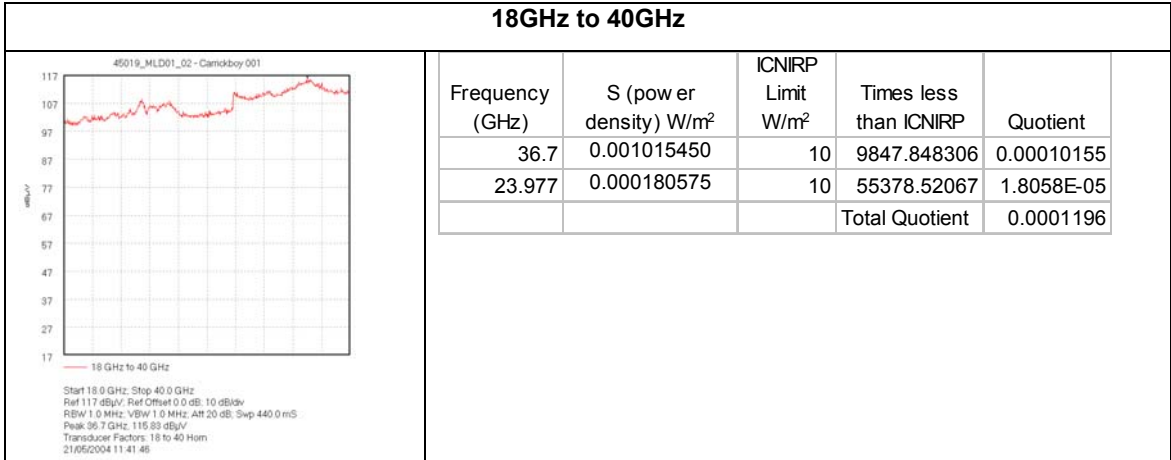 18GHz to 40GHz
45019_MLD01_02 - Carrickboy 001
117
107
97
87
77
67
57
47
37
27
17
dBµV
18 GHz to 40 GHz
Start 18.0 GHz; Stop 40.0 GHz
Ref 117 dBµV; Ref Offset 0.0 dB; 10 dB/div
RBW 1.0 MHz; VBW 1.0 MHz; Att 20 dB; Swp 440.0 mS
Peak 36.7 GHz, 115.83 dBµV
Transducer Factors: 18 to 40 Horn
21/05/2004 11:41:46
Frequency (GHz) S (pow er density) W/m² ICNIRP Limit W/m² Times less than ICNIRP Quotient
36.7 0.001015450 10 9847.848306 0.00010155
23.977 0.000180575 10 55378.52067 1.8058E-05
Total Quotient 0.0001196